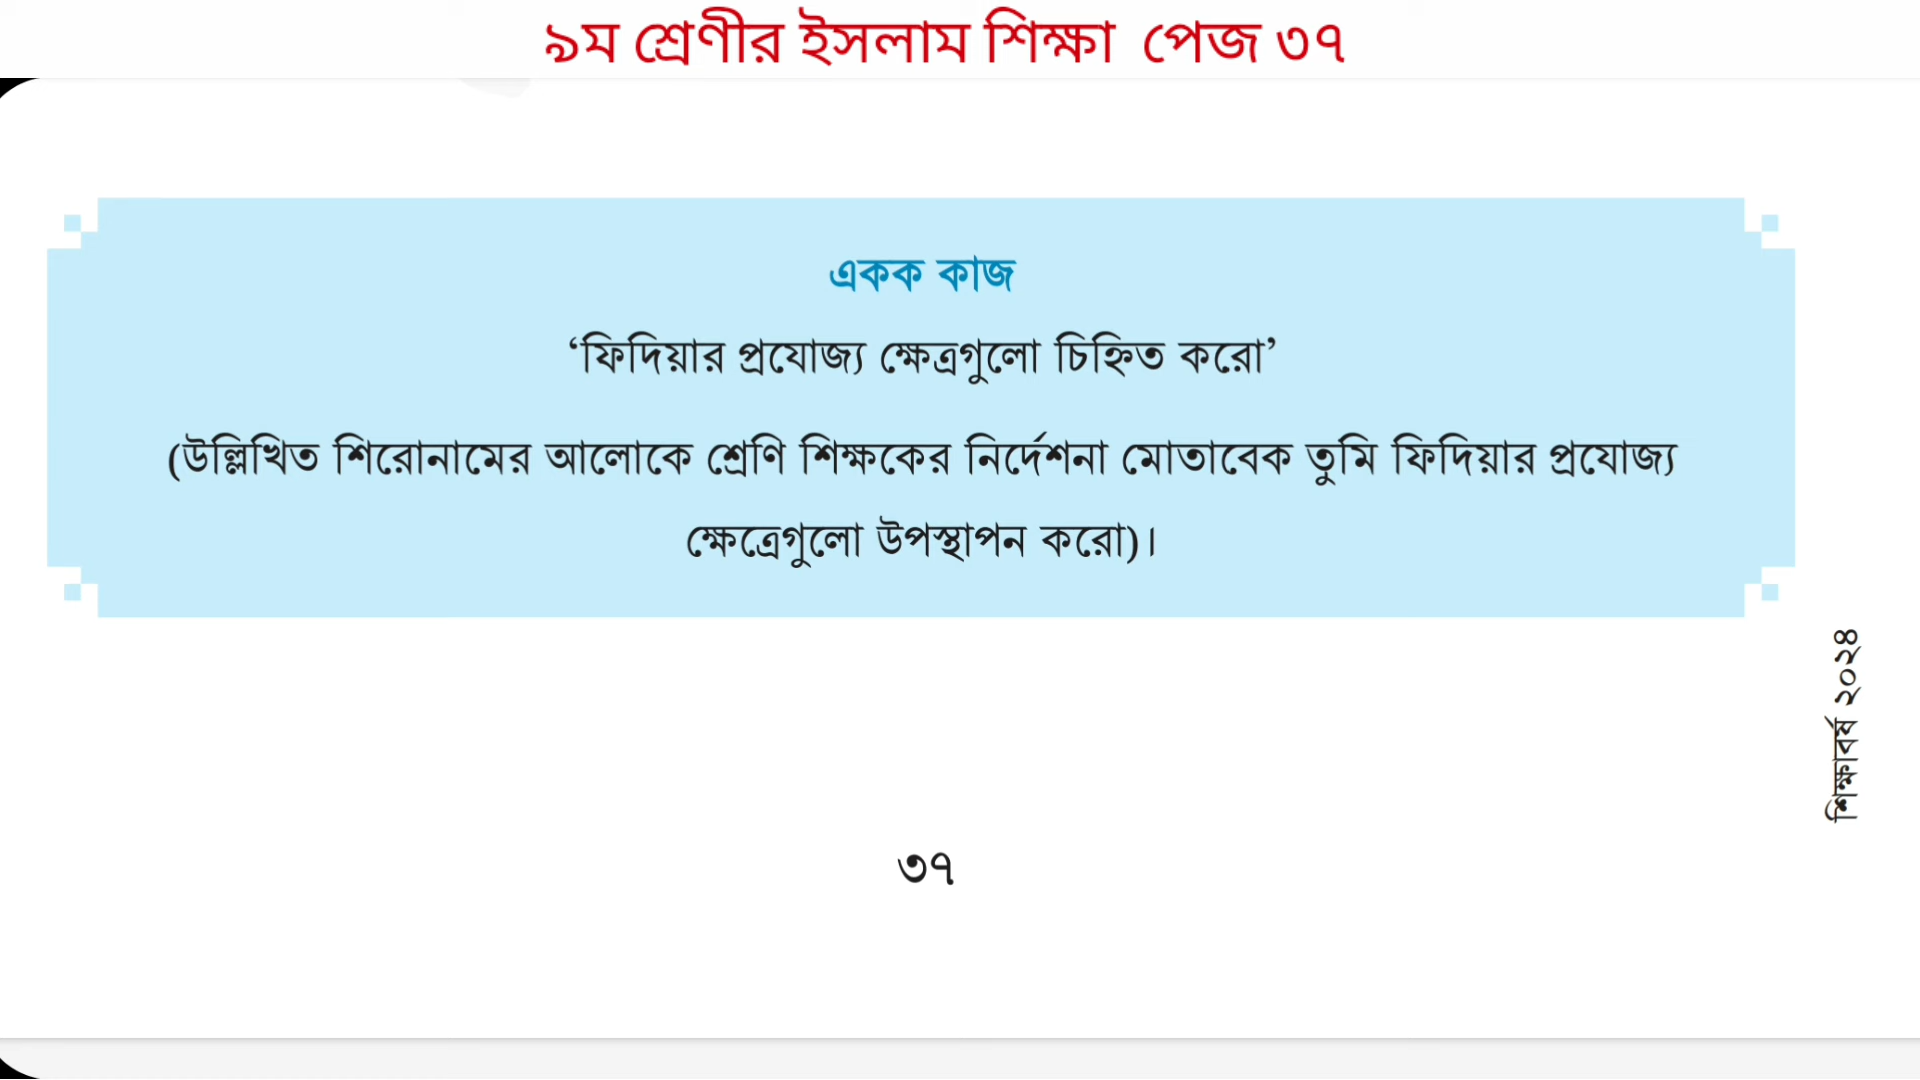 ৯ম শ্রেণীর ইসলাম শিক্ষা পেজ ৩৭
একক কাজ
‘ফিদিয়ার প্রযোজ্য ক্ষেত্রগুলো চিহ্নিত করো’
(উল্লিখিত শিরোনামের আলোকে শ্রেণি শিক্ষকের নির্দেশনা মোতাবেক তুমি ফিদিয়ার প্রযোজ্য
ক্ষেত্রেগুলো উপস্থাপন করো)।
শিক্ষাবর্ষ ২০২৪
৩৭